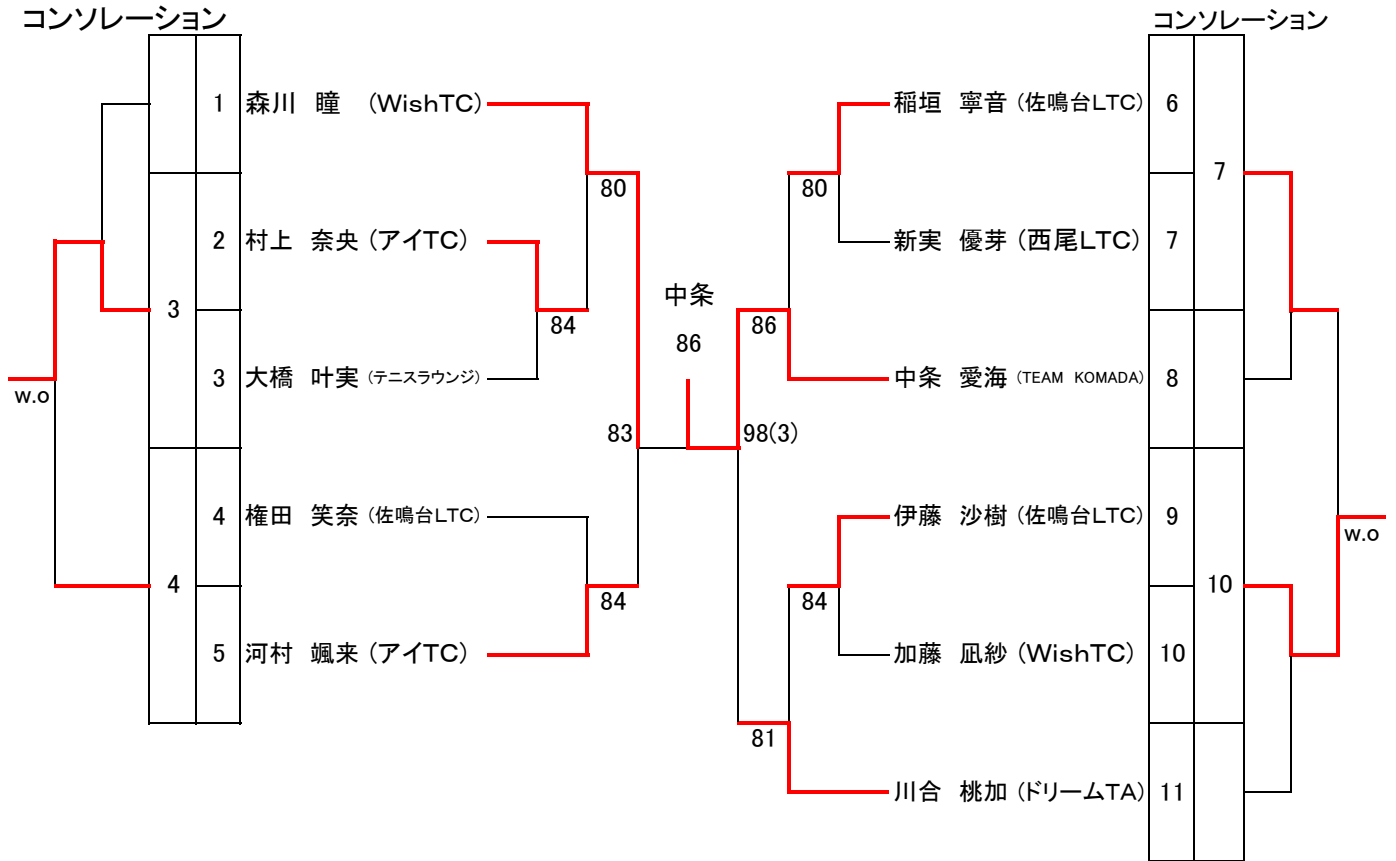 コンソレーション
コンソレーション
1 森川 瞳 (WishTC)
稲垣 寧音 (佐鳴台LTC) 6
7
80
80
2 村上 奈央 (アイTC)
新実 優芽 (西尾LTC) 7
中条
3
84
86
86
3 大橋 叶実 (テニスラウンジ)
中条 愛海 (TEAM KOMADA) 8
w.o
83
98(3)
4 権田 笑奈 (佐鳴台LTC)
伊藤 沙樹 (佐鳴台LTC) 9
w.o
4
84
84
10
5 河村 颯来 (アイTC)
加藤 凪紗 (WishTC) 10
81
川合 桃加 (ドリームTA) 11